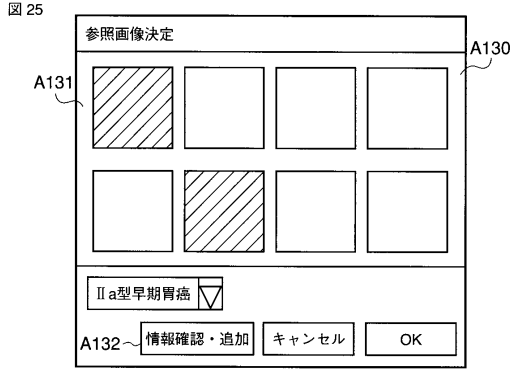 図 25
参照画像決定
A130
A131
Ⅱa型早期胃癌
A132
情報確認・追加
キャンセル
OK